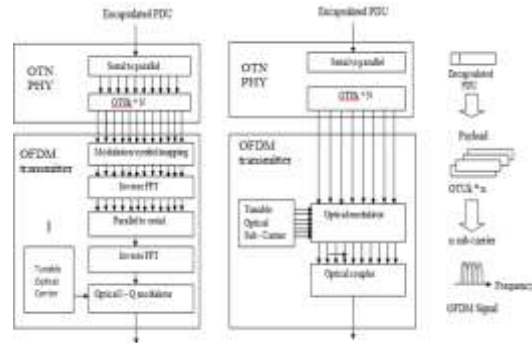 Encapsulated PDU
OTN
PHY
Serial to parallel
OTUk * N
OFDM
transmitter
Modulation symbol mapping
Inverse FFT
Parallel to serial
Inverse FFT
Tunable
Optical
Carrier
Optical I - Q modulator
Encapsulated PDU
OTN
PHY
Serial to parallel
OTUk * N
OFDM
transmitter
Tunable
Optical
Sub - Carrier
Optical modulator
Optical coupler
Encapsulated
PDU
Payload
OTUk * n
n sub-carrier
Frequency
OFDM Signal